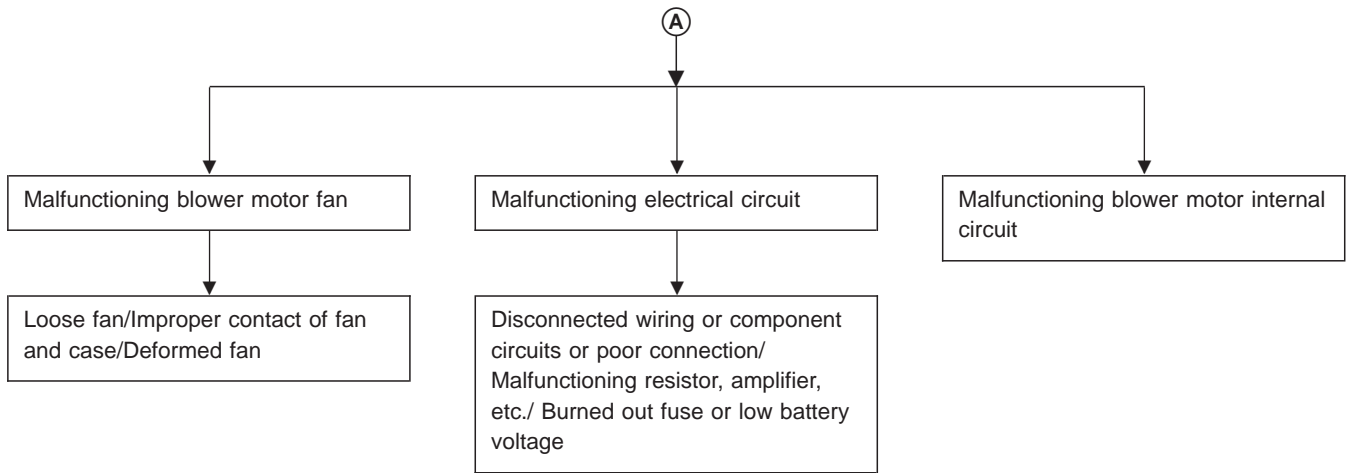 A
Malfunctioning blower motor fan
Malfunctioning electrical circuit
Malfunctioning blower motor internal
circuit
Loose fan/Improper contact of fan
and case/Deformed fan
Disconnected wiring or component
circuits or poor connection/
Malfunctioning resistor, amplifier,
etc./ Burned out fuse or low battery
voltage